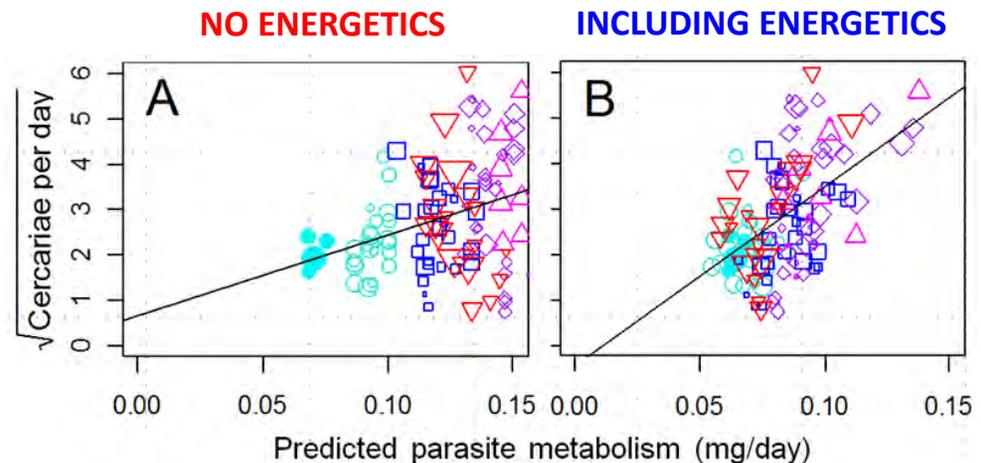 NO ENERGETICS
INCLUDING ENERGETICS
A
B
√Cercariae per day
6
5
4
3
2
1
0
0.00 0.05 0.10 0.15
0.00 0.05 0.10 0.15
Predicted parasite metabolism (mg/day)